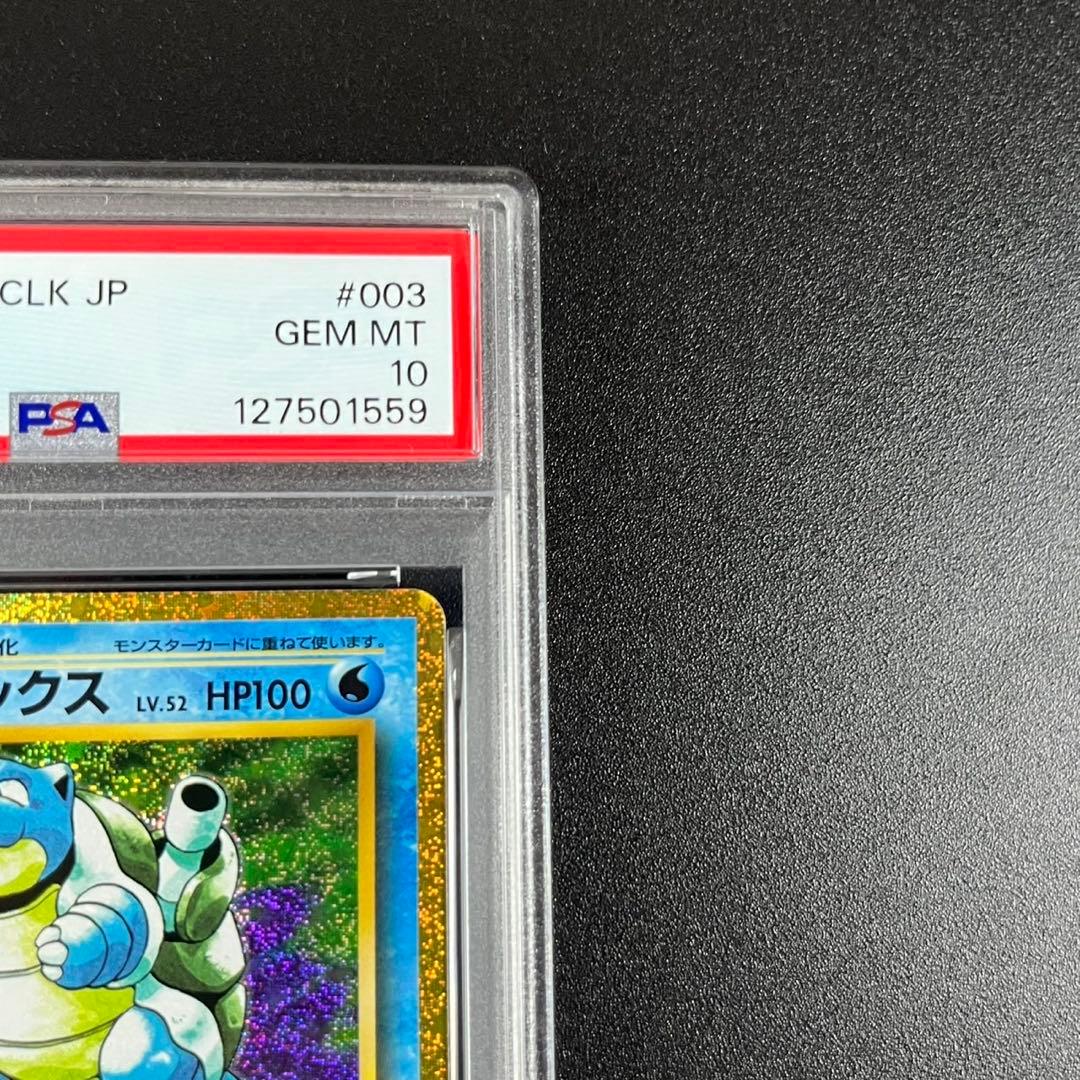 CLK JP #003
GEM MT
10
PSA 127501559
化 モンスターカードに重ねて使います。
ックス LV.52 HP100